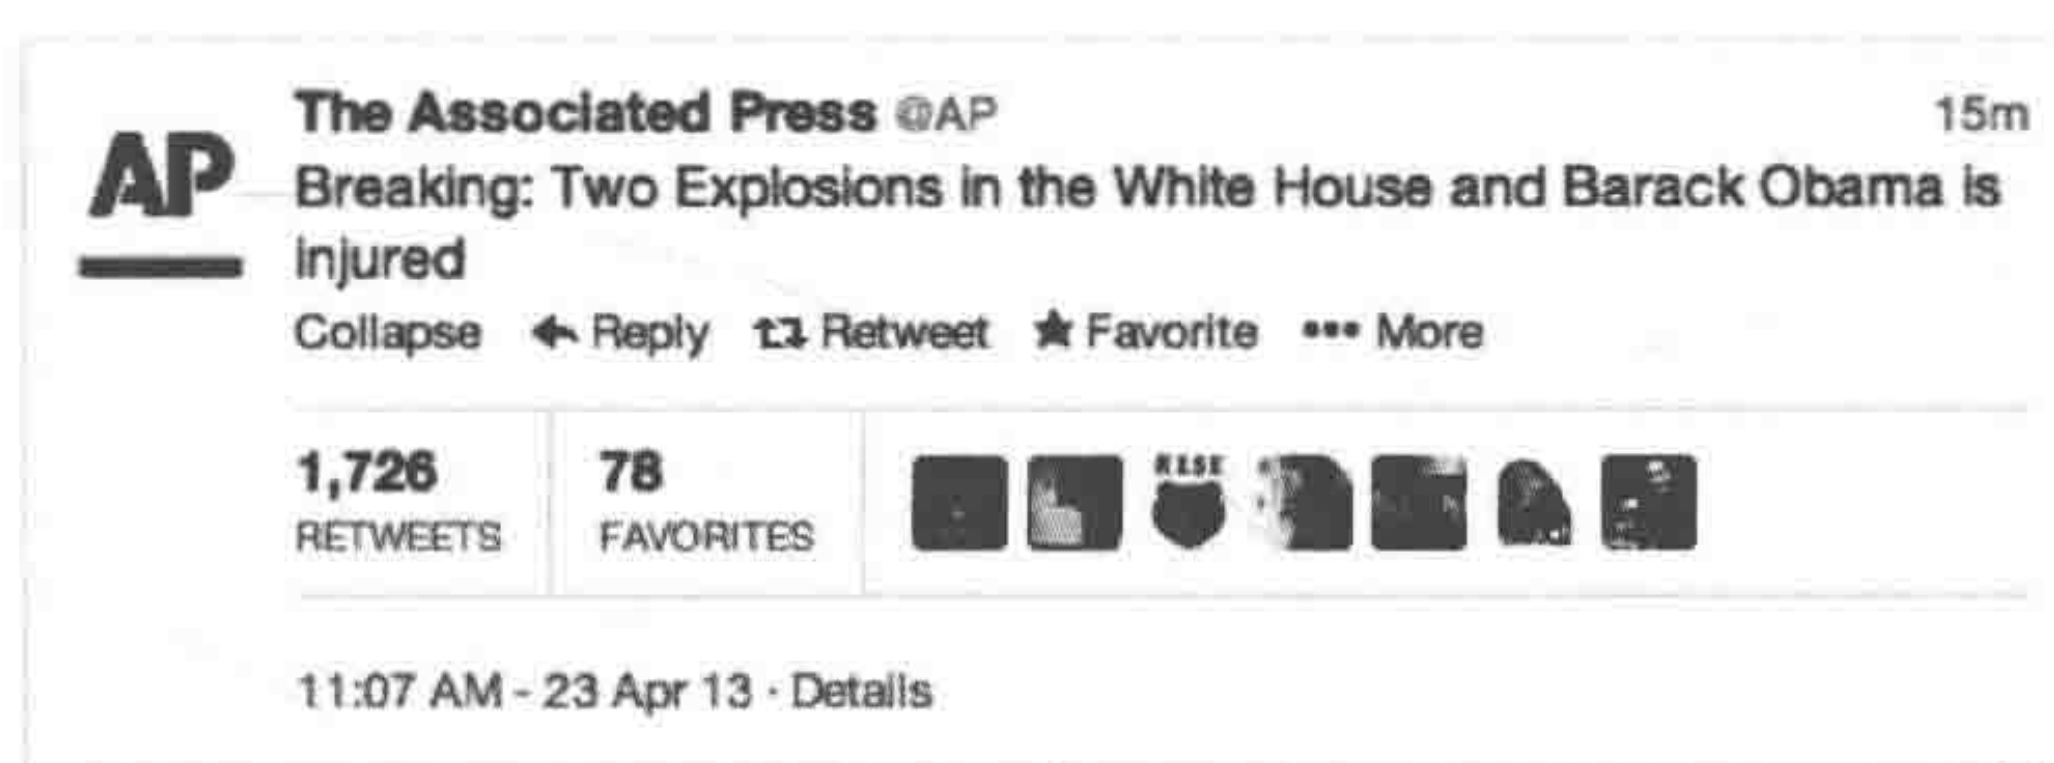 The Associated Press @AP 15m
AP
Breaking: Two Explosions in the White House and Barack Obama is
injured
Collapse Reply Retweet Favorite ••• More
1,726 78
RETWEETS FAVORITES
RISE
11:07 AM - 23 Apr 13 · Details